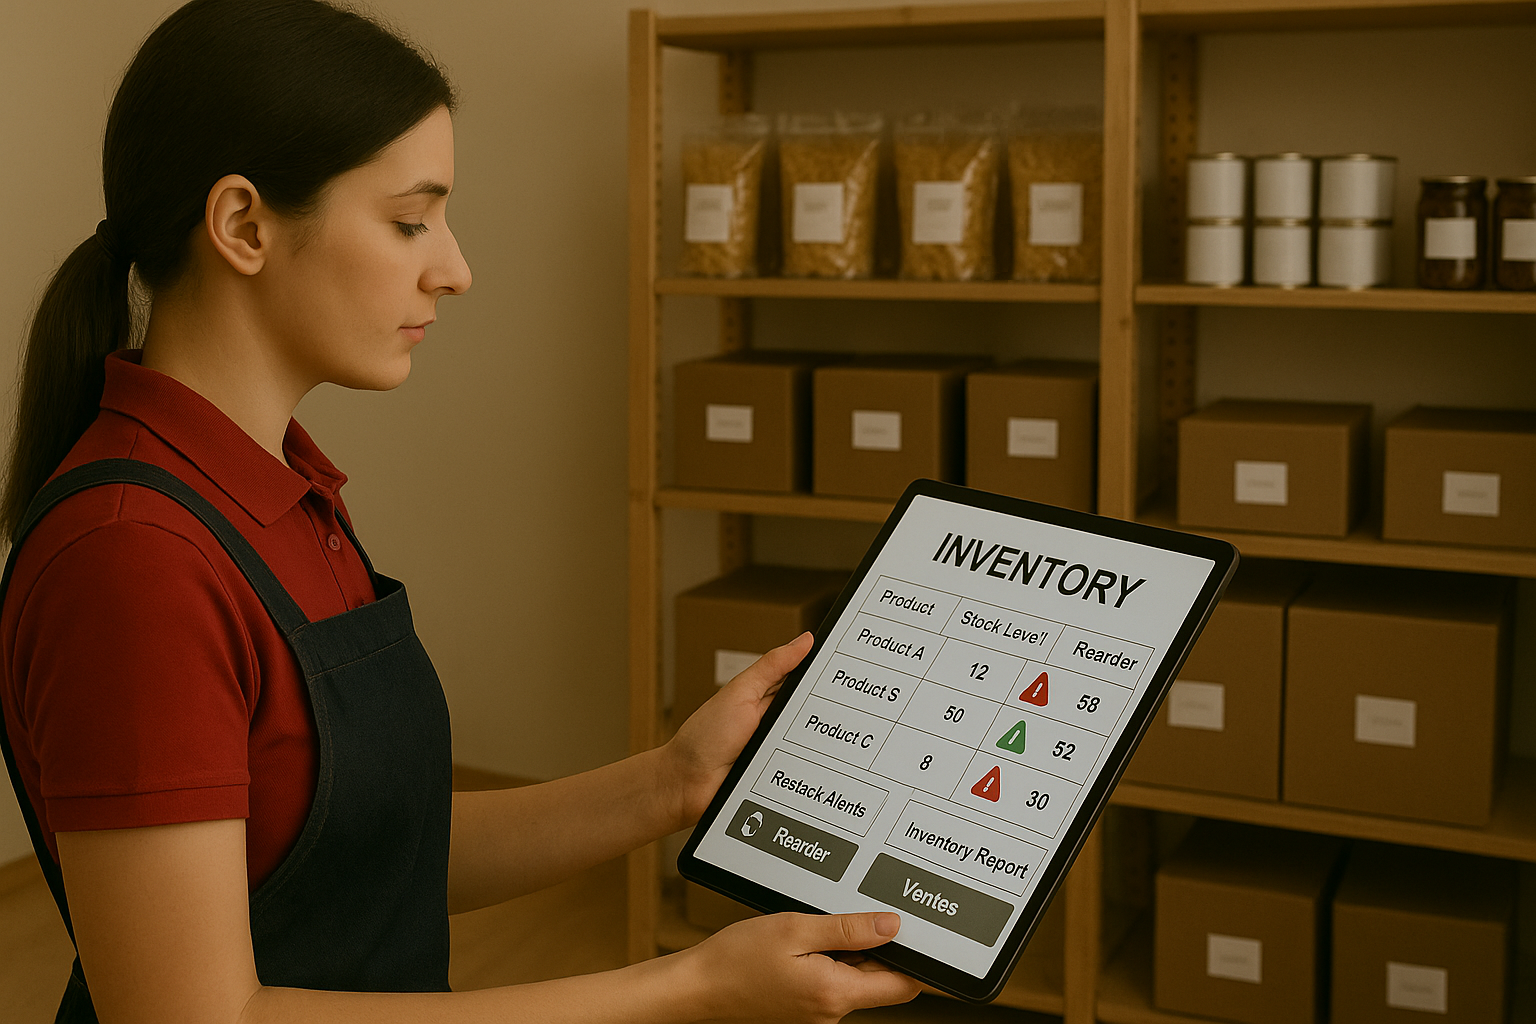 INVENTORY
Product Stock Leve'l Rearder
Product A 12 58
Product S 50 52
Product C 8 30
Restack Alents
Rearder
Inventory Report
Ventes